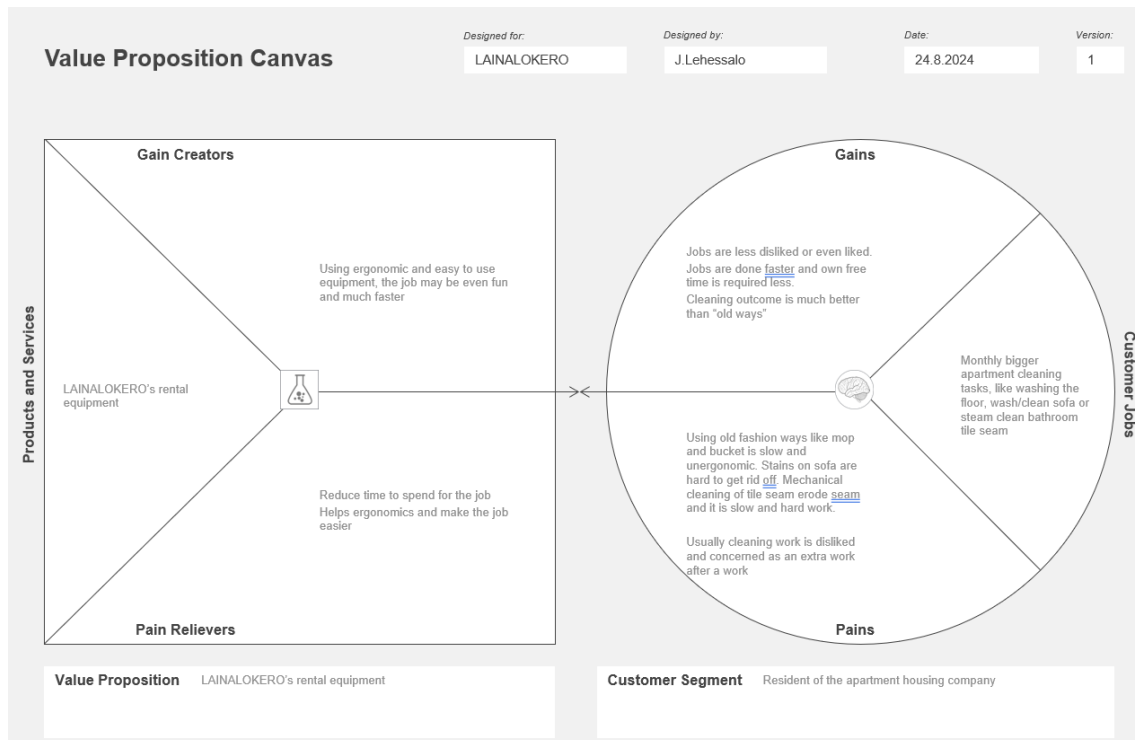 Designed for:
Designed by:
Date:
Version:
Value Proposition Canvas
LAINALOKERO
J.Lehessalo
24.8.2024
1
Gain Creators
Using ergonomic and easy to use
equipment, the job may be even fun
and much faster
Products and Services
LAINALOKERO's rental
equipment
Reduce time to spend for the job
Helps ergonomics and make the job
easier
Pain Relievers
Gains
Jobs are less disliked or even liked.
Jobs are done faster and own free
time is required less.
Cleaning outcome is much better
than "old ways"
Monthly bigger
apartment cleaning
tasks, like washing the
floor, wash/clean sofa or
steam clean bathroom
tile seam
Customer Jobs
Using old fashion ways like mop
and bucket is slow and
unergonomic. Stains on sofa are
hard to get rid off. Mechanical
cleaning of tile seam erode seam
and it is slow and hard work.
Usually cleaning work is disliked
and concerned as an extra work
after a work
Pains
Value Proposition LAINALOKERO's rental equipment
Customer Segment Resident of the apartment housing company